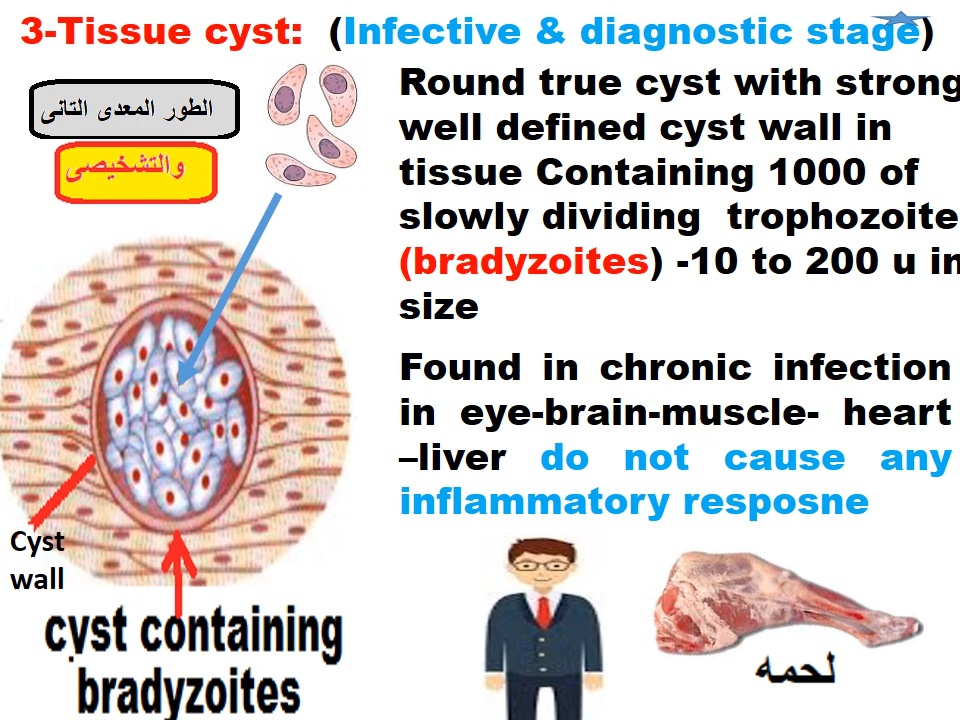 3-Tissue cyst: (Infective & diagnostic stage)
الطور المعدى التانى
والتشخيصى
Round true cyst with strong
well defined cyst wall in
tissue Containing 1000 of
slowly dividing trophozoite
(bradyzoites) -10 to 200 u in
size
Found in chronic infection
in eye-brain-muscle- heart
–liver do not cause any
inflammatory resposne
Cyst
wall
cyst containing
bradyzoites
لحمه